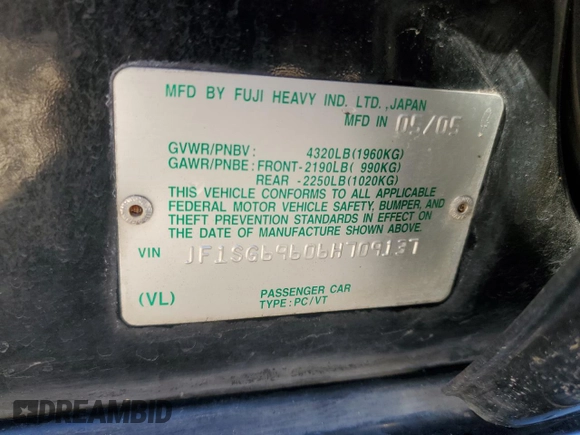 MFD BY FUJI HEAVY IND. LTD.,JAPAN
MFD IN 05/05
GVWR/PNBV: 4320LB(1960KG)
GAWR/PNBE: FRONT-2190LB( 990KG)
REAR -2250LB(1020KG)
THIS VEHICLE CONFORMS TO ALL APPLICABLE
FEDERAL MOTOR VEHICLE SAFETY, BUMPER, AND
THEFT PREVENTION STANDARDS IN EFFECT ON
THE DATE OF MANUFACTURE SHOWN ABOVE.
VIN JF1SG69606H709137
(VL) PASSENGER CAR
TYPE:PC/VT
DREAMBID